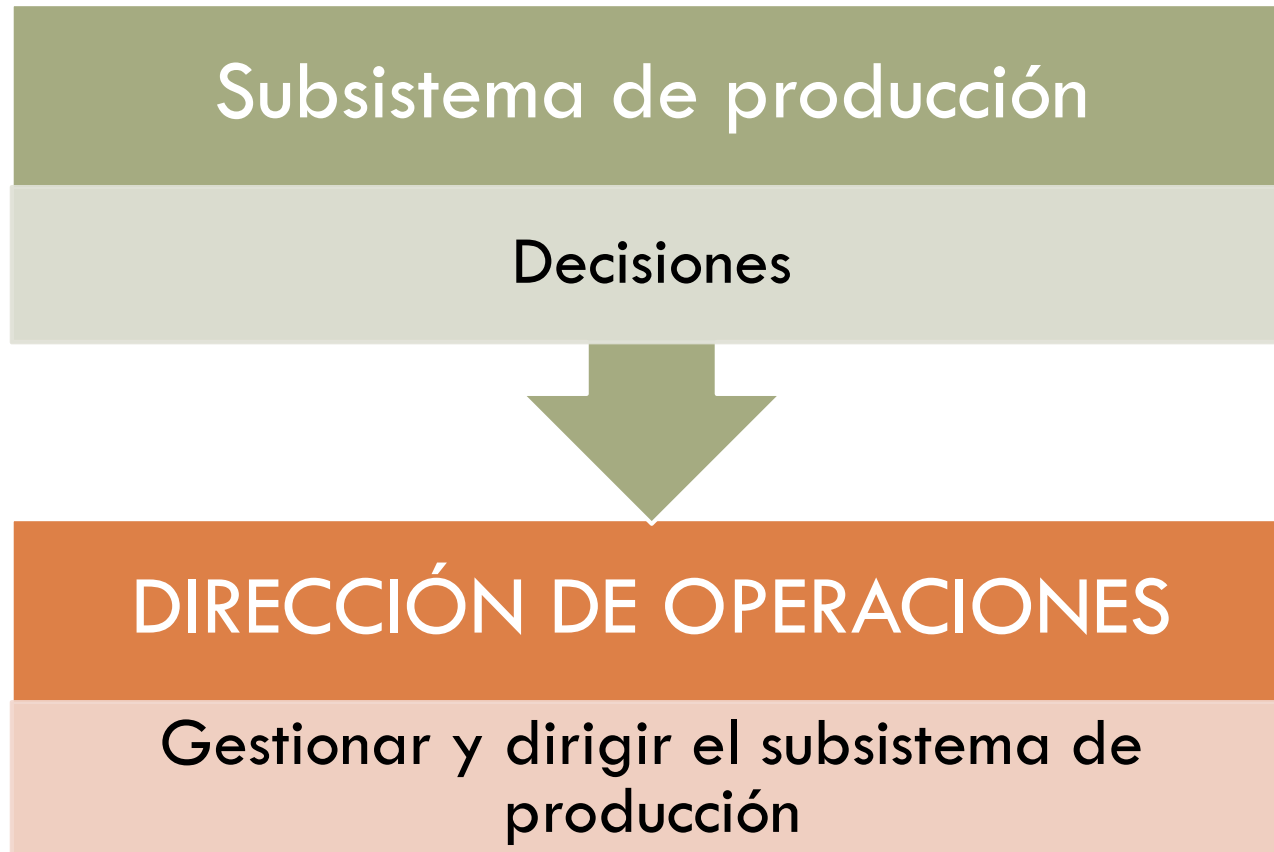 Subsistema de producción
Decisiones
DIRECCIÓN DE OPERACIONES
Gestionar y dirigir el subsistema de
producción